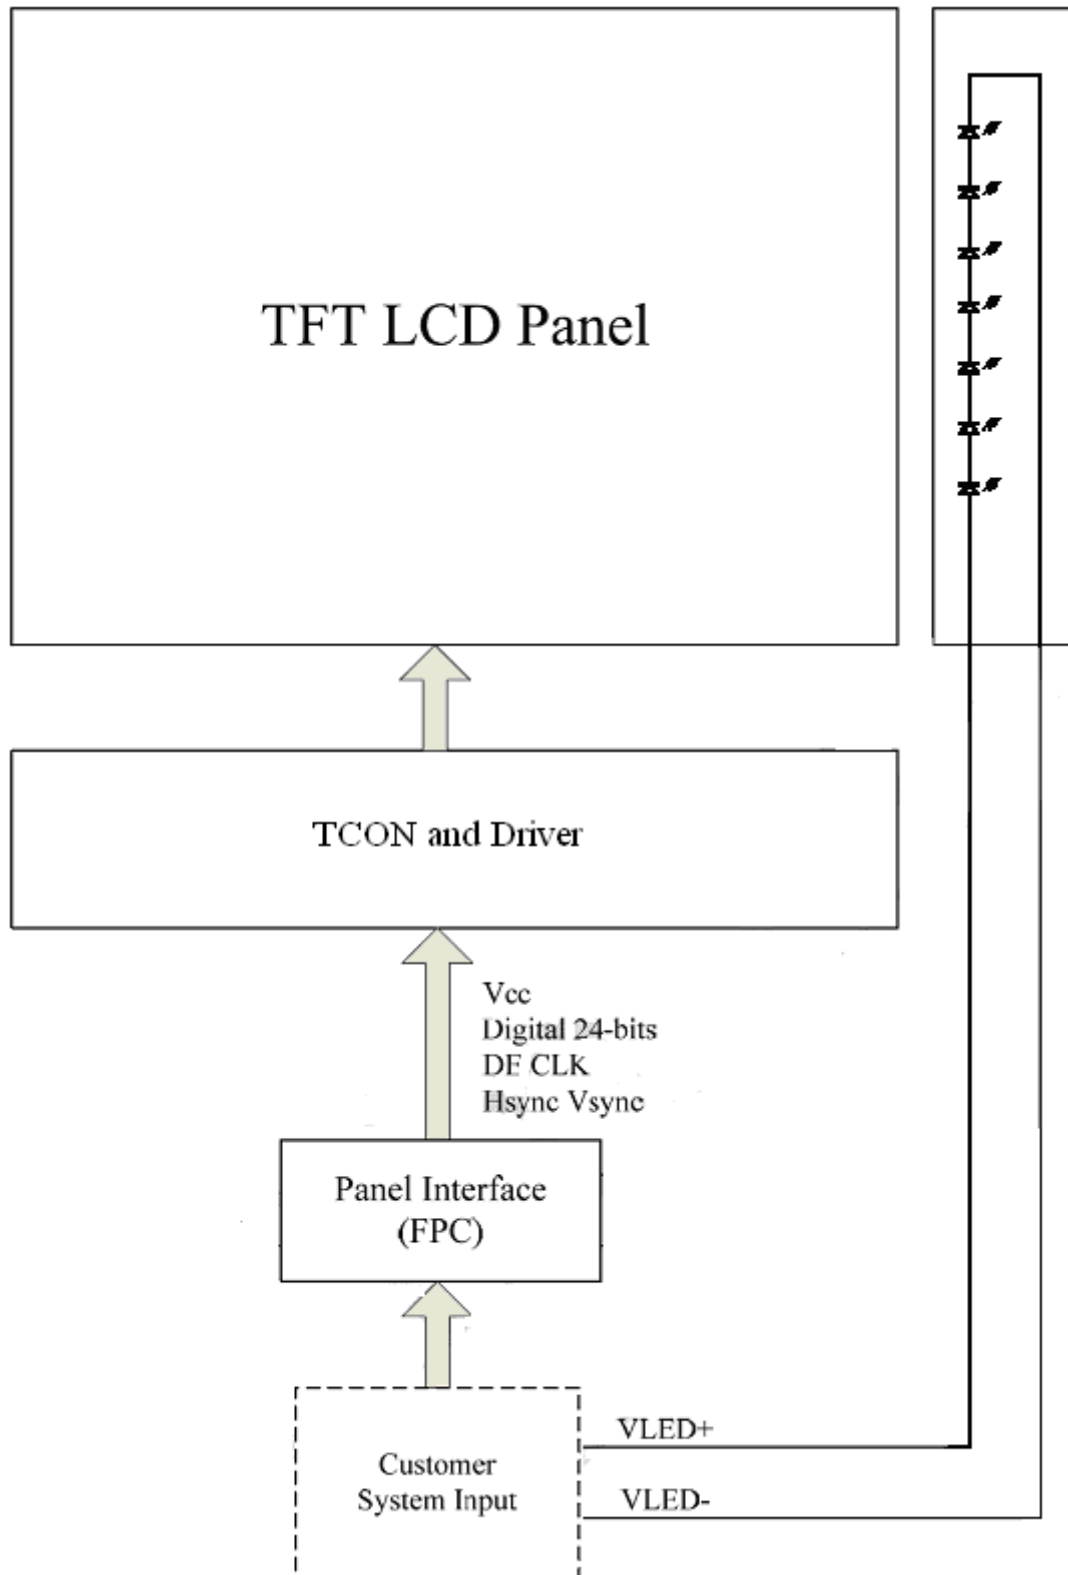 TFT LCD Panel
TCON and Driver
Vcc
Digital 24-bits
DE CLK
Hsync Vsync
Panel Interface
(FPC)
Customer
System Input
VLED+
VLED-